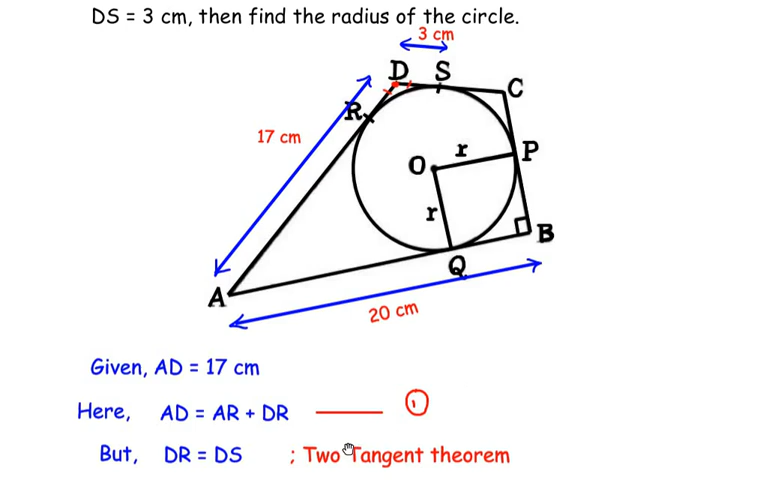 DS = 3 cm, then find the radius of the circle.
3 cm
D S
C
R
17 cm
O r P
r
B
Q
A
20 cm
Given, AD = 17 cm
Here, AD = AR + DR ——— ①
But, DR = DS ; Two Tangent theorem